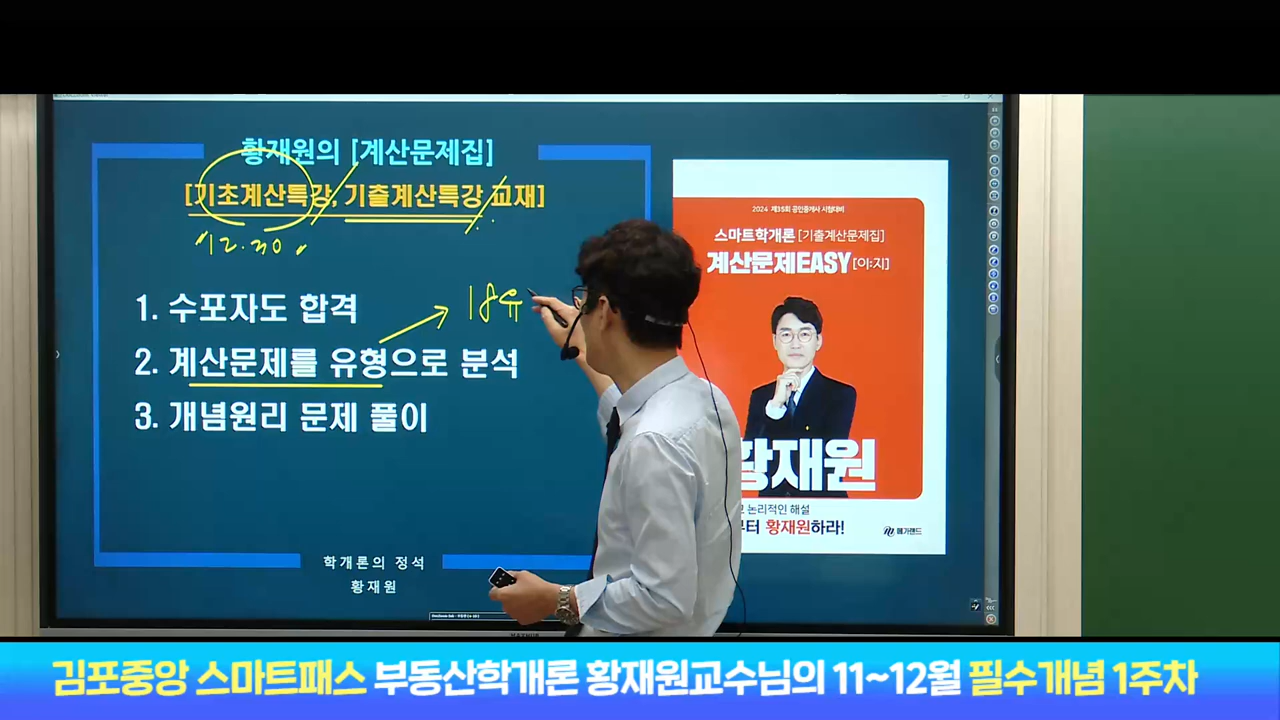 황재원의 [계산문제집]
[기초계산특강, 기출계산특강 교재]
"12.30"
1. 수포자도 합격
18유
2. 계산문제를 유형으로 분석
3. 개념원리 문제 풀이
학개론의 정석
황재원
2024 제35회 공인중개사 시험대비
스마트학개론 [기출계산문제집]
계산문제EASY [이:지]
황재원
논리적인 해설
부터 황재원하라!
메가랜드
김포중앙 스마트패스 부동산학개론 황재원교수님의 11~12월 필수개념 1주차